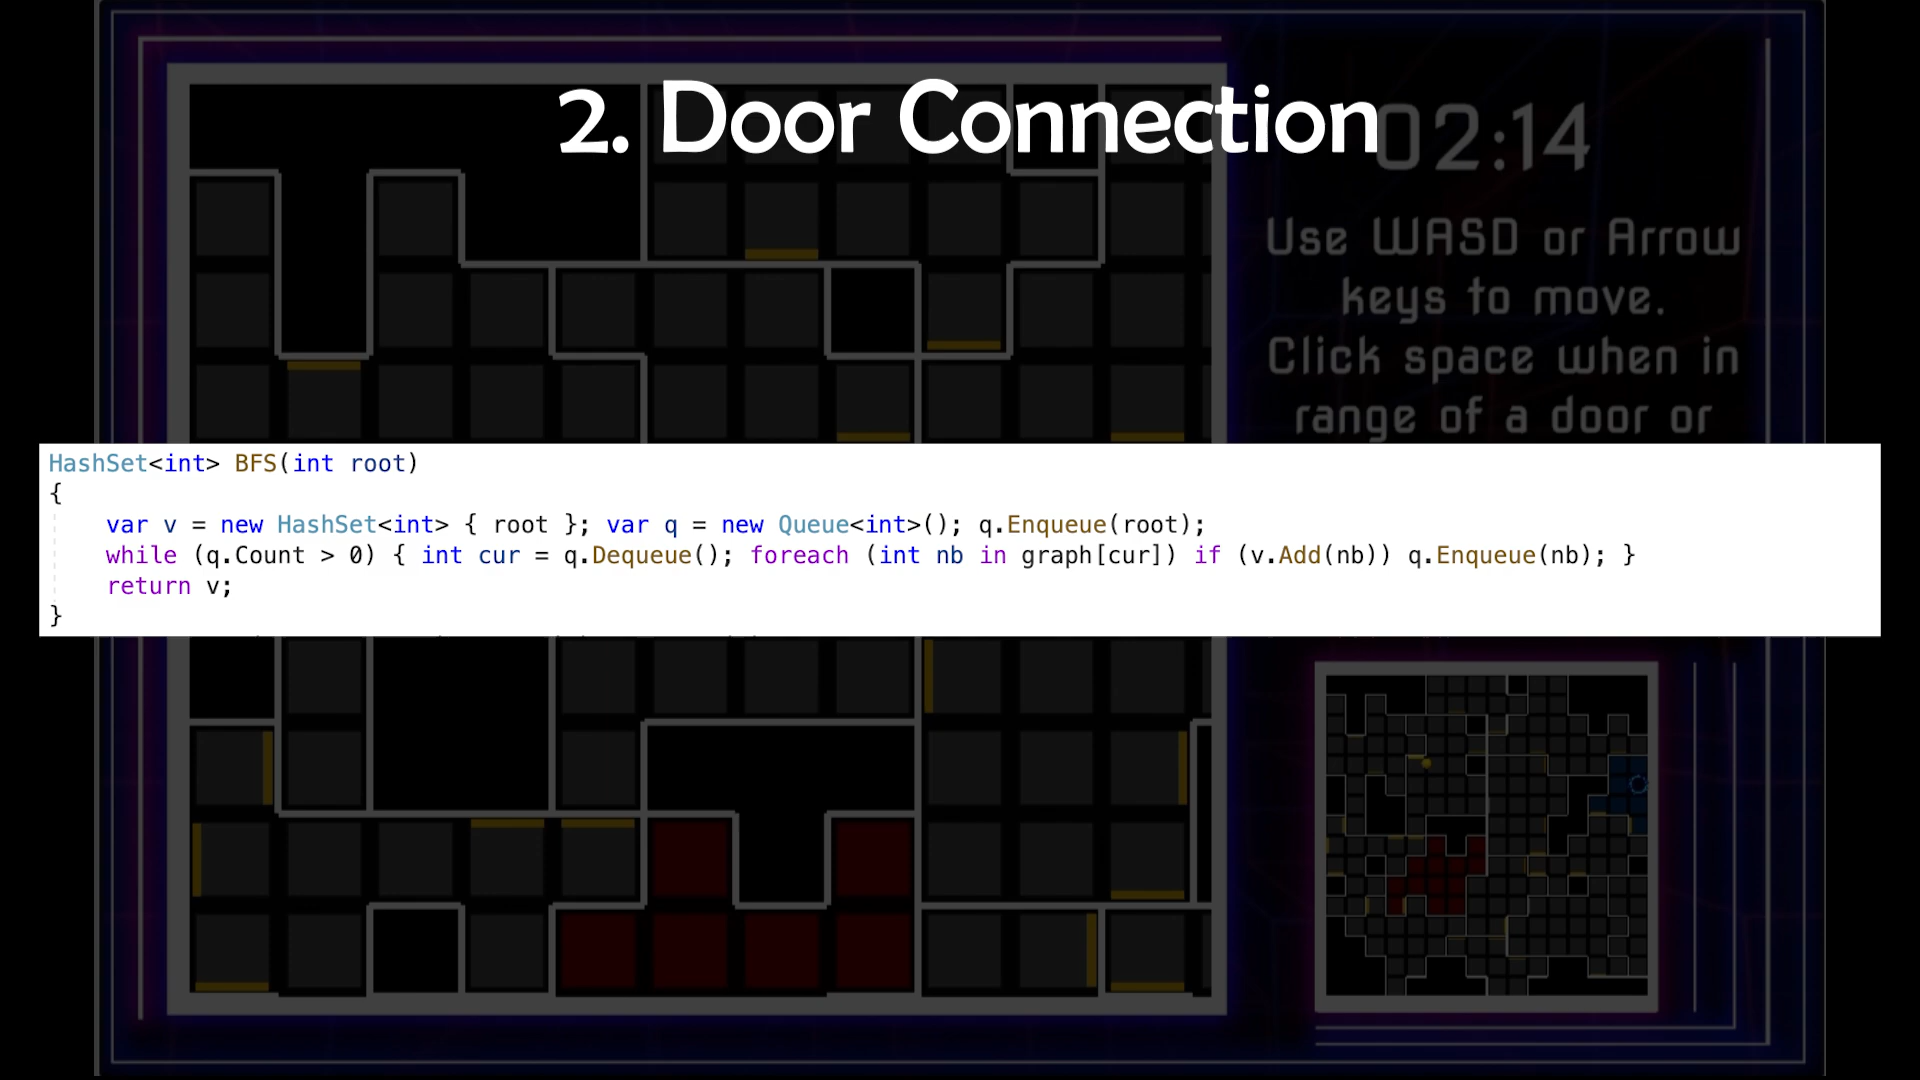 2. Door Connection
02:14
Use WASD or Arrow
keys to move.
Click space when in
range of a door or
HashSet<int> BFS(int root)
{
    var v = new HashSet<int> { root }; var q = new Queue<int>(); q.Enqueue(root);
    while (q.Count > 0) { int cur = q.Dequeue(); foreach (int nb in graph[cur]) if (v.Add(nb)) q.Enqueue(nb); }
    return v;
}